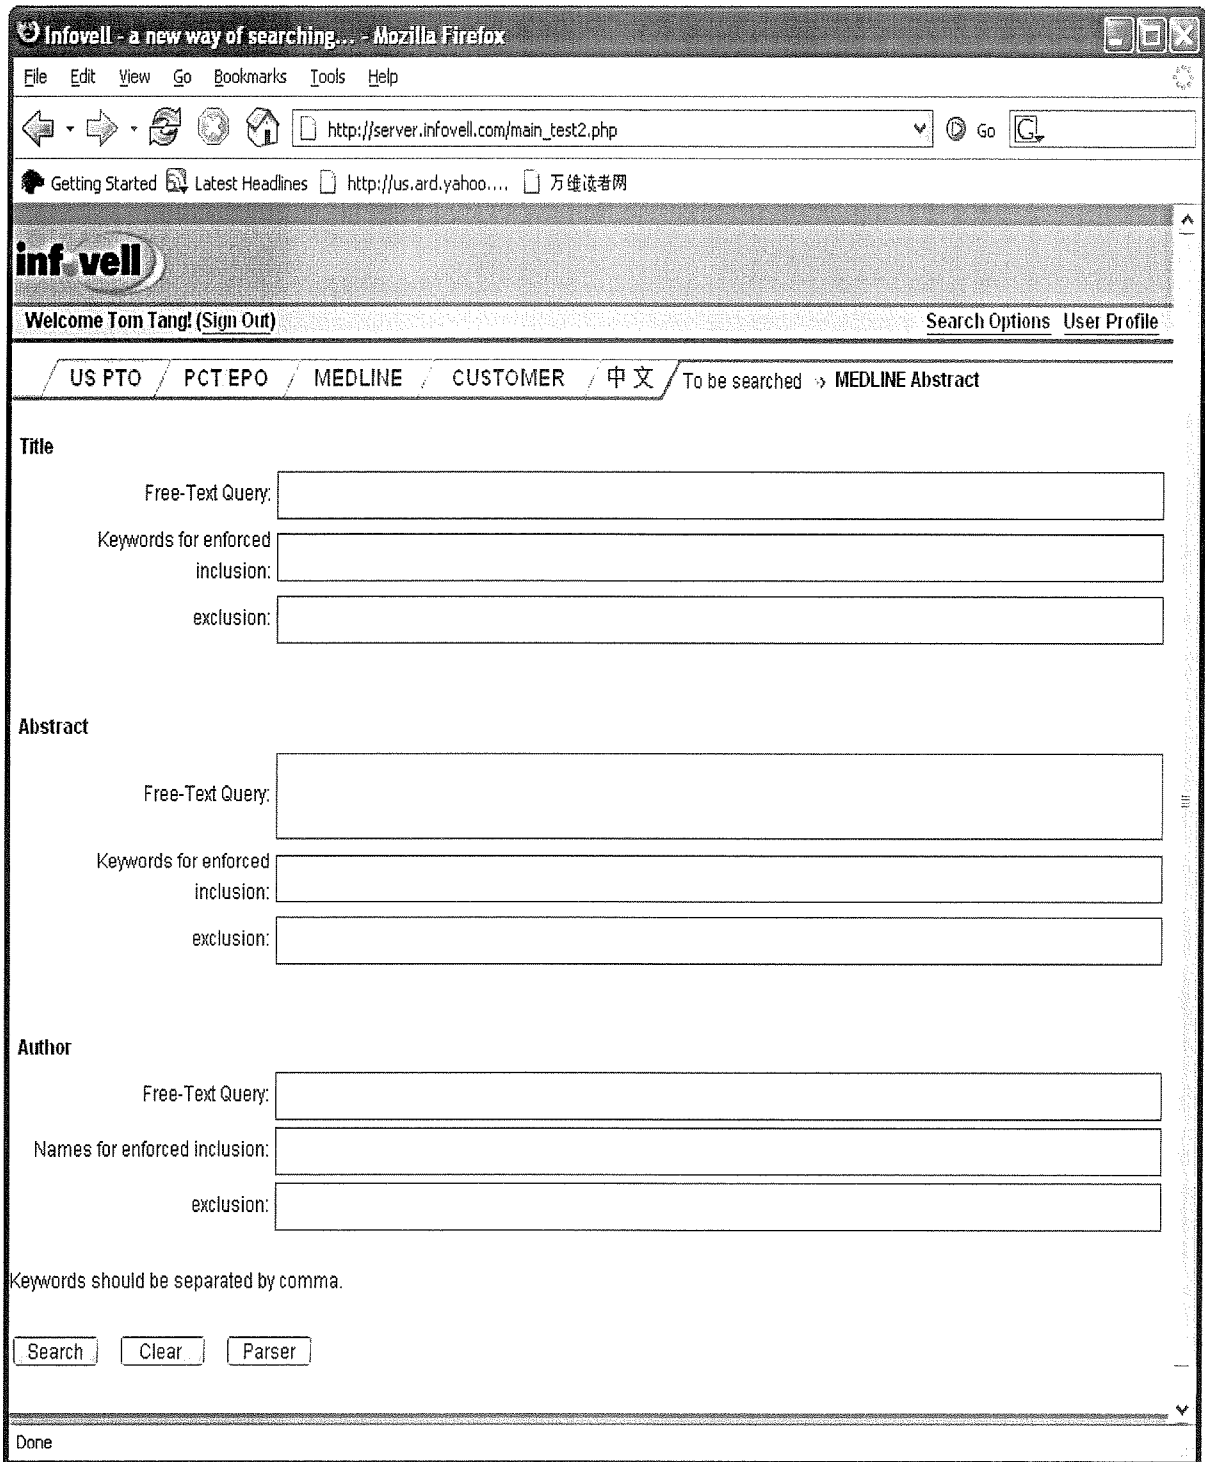 Infovell - a new way of searching... - Mozilla Firefox
File Edit View Go Bookmarks Tools Help
http://server.infovell.com/main_test2.php Go G
Getting Started Latest Headlines http://us.ard.yahoo.... 万维读者网
infovell
Welcome Tom Tang! (Sign Out) Search Options User Profile
US PTO PCT EPO MEDLINE CUSTOMER 中文 To be searched -> MEDLINE Abstract
Title
Free-Text Query:
Keywords for enforced
inclusion:
exclusion:
Abstract
Free-Text Query:
Keywords for enforced
inclusion:
exclusion:
Author
Free-Text Query:
Names for enforced inclusion:
exclusion:
Keywords should be separated by comma.
Search Clear Parser
Done